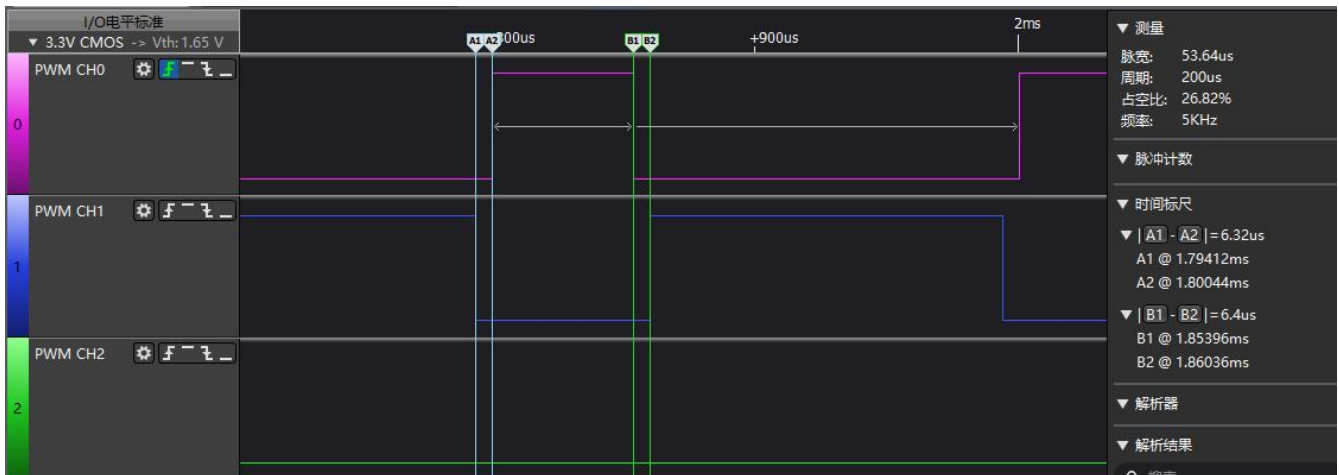 I/O电平标准
▼ 3.3V CMOS -> Vth: 1.65 V
A1 A2 800us B1 B2 +900us 2ms
PWM CH0
0
PWM CH1
1
PWM CH2
2
▼ 测量
脉宽: 53.64us
周期: 200us
占空比: 26.82%
频率: 5KHz
▼ 脉冲计数
▼ 时间标尺
▼ | A1 - A2 |=6.32us
A1 @ 1.79412ms
A2 @ 1.80044ms
▼ | B1 - B2 |=6.4us
B1 @ 1.85396ms
B2 @ 1.86036ms
▼ 解析器
▼ 解析结果